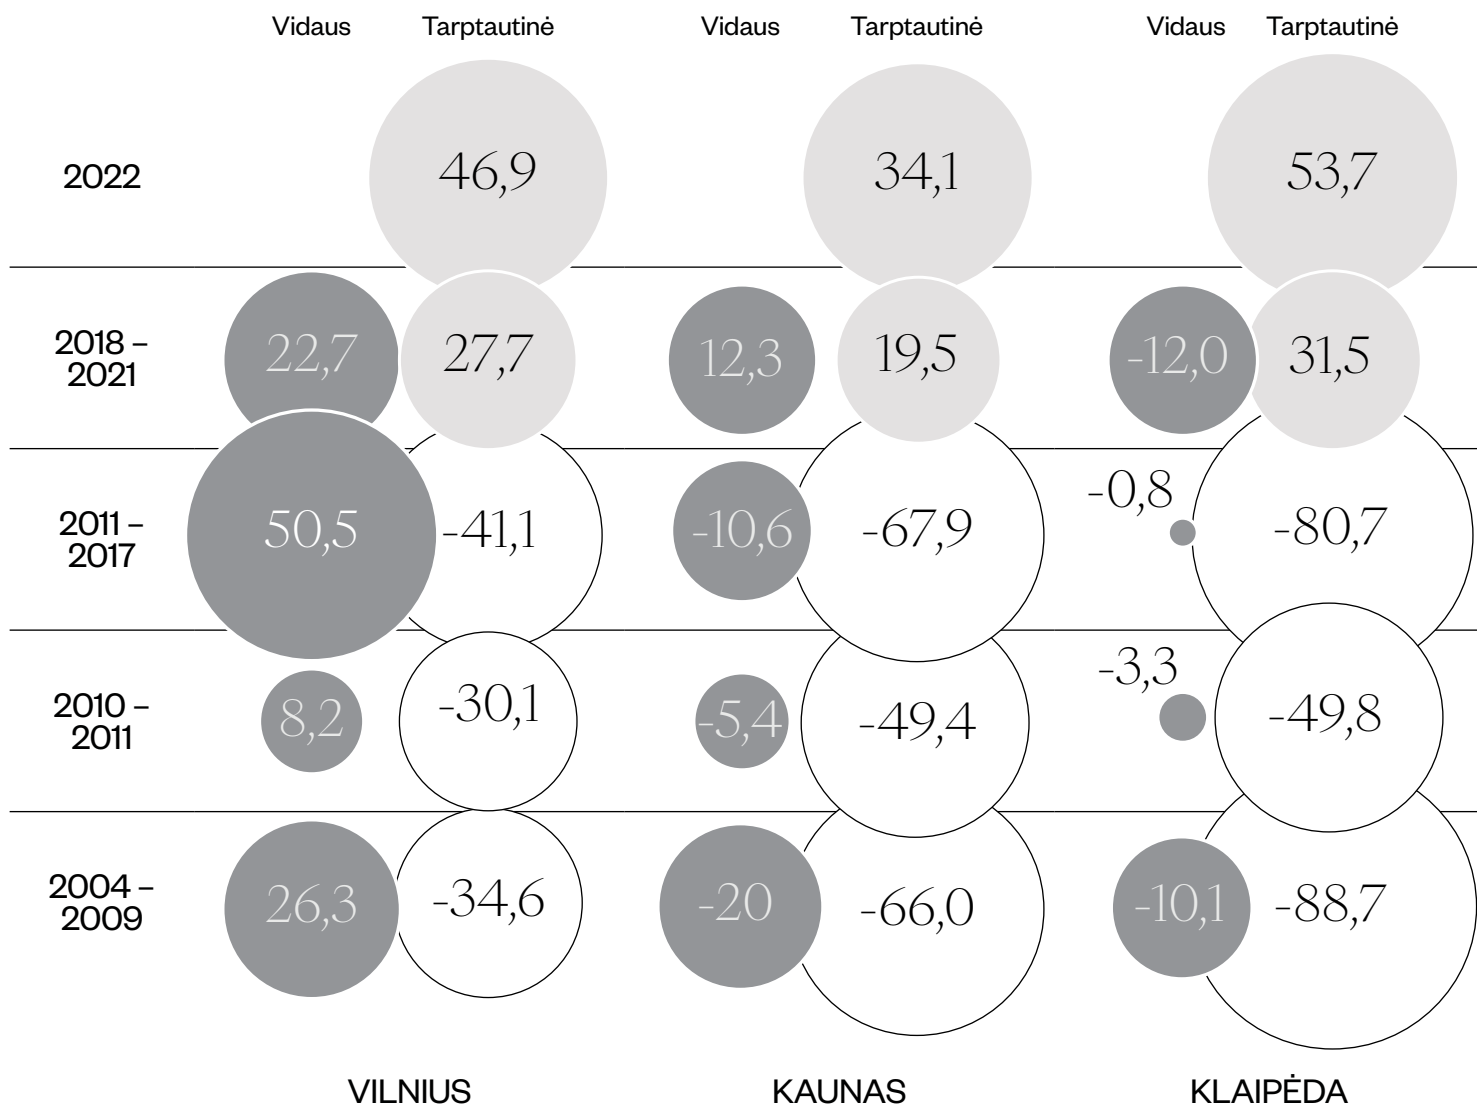 Vidaus Tarptautinė Vidaus Tarptautinė Vidaus Tarptautinė
2022 46,9 34,1 53,7
2018 –
2021
22,7 27,7 12,3 19,5 -12,0 31,5
2011 –
2017
50,5 -41,1 -10,6 -67,9 -0,8 -80,7
2010 –
2011
8,2 -30,1 -5,4 -49,4 -3,3 -49,8
2004 –
2009
26,3 -34,6 -20 -66,0 -10,1 -88,7
VILNIUS KAUNAS KLAIPĖDA